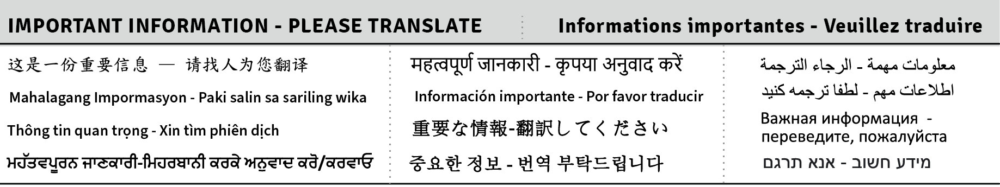 IMPORTANT INFORMATION - PLEASE TRANSLATE
Informations importantes - Veuillez traduire
这是一份重要信息 — 请找人为您翻译
Mahalagang Impormasyon - Paki salin sa sariling wika
Thông tin quan trọng - Xin tìm phiên dịch
ਮਹੱਤਵਪੂਰਨ ਜਾਣਕਾਰੀ-ਮਿਹਰਬਾਨੀ ਕਰਕੇ ਅਨੁਵਾਦ ਕਰੋ/ਕਰਵਾਓ
महत्वपूर्ण जानकारी - कृपया अनुवाद करें
Información importante - Por favor traducir
重要な情報-翻訳してください
중요한 정보 - 번역 부탁드립니다
معلومات مهمة - الرجاء الترجمة
اطلاعات مهم - لطفا ترجمه کنید
Важная информация -
переведите, пожалуйста
מידע חשוב - אנא תרגם